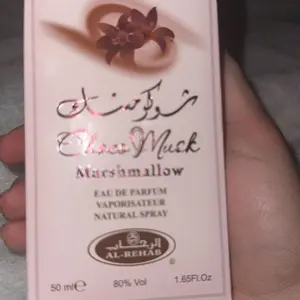 شوكو مسك
Choco Musk
Marshmallow
EAU DE PARFUM
VAPORISATEUR
NATURAL SPRAY
الرحاب
AL-REHAB
50 ml e 80% Vol 1.65Fl.Oz